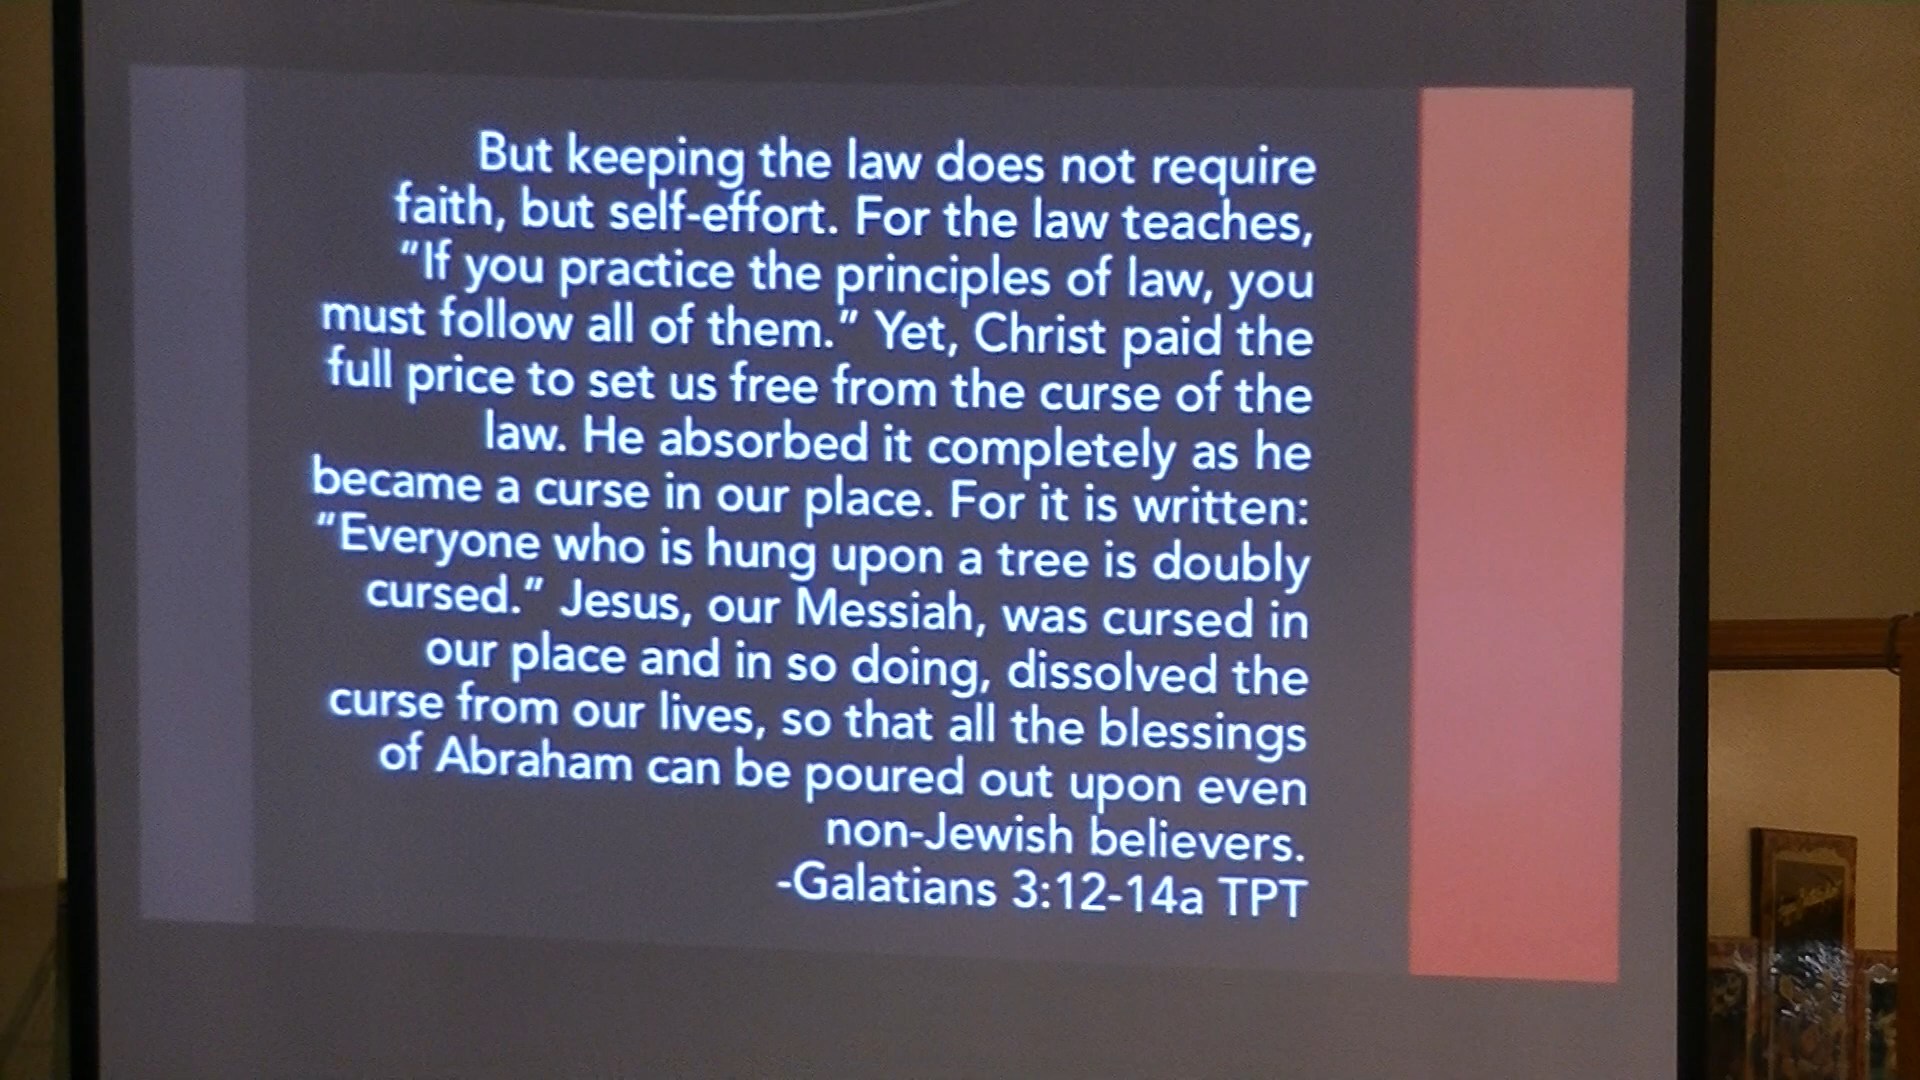 But keeping the law does not require
faith, but self-effort. For the law teaches,
“If you practice the principles of law, you
must follow all of them.” Yet, Christ paid the
full price to set us free from the curse of the
law. He absorbed it completely as he
became a curse in our place. For it is written:
“Everyone who is hung upon a tree is doubly
cursed.” Jesus, our Messiah, was cursed in
our place and in so doing, dissolved the
curse from our lives, so that all the blessings
of Abraham can be poured out upon even
non-Jewish believers.
-Galatians 3:12-14a TPT